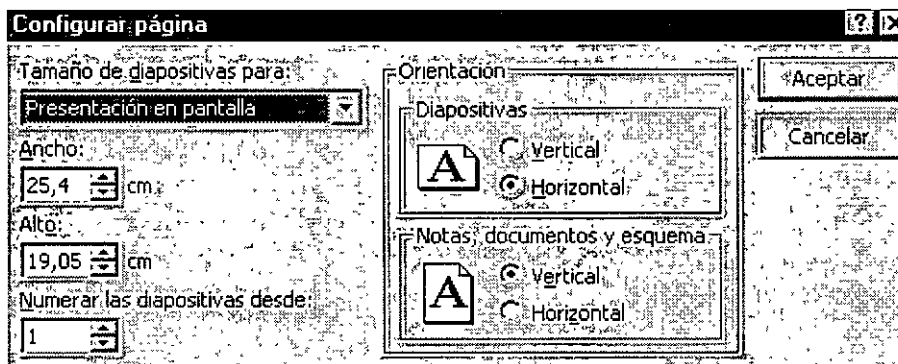 Configurar página
Tamaño de diapositivas para:
Presentación en pantalla
Ancho:
25,4 cm
Alto:
19,05 cm
Numerar las diapositivas desde:
1
Orientación
Diapositivas
A
Vertical
Horizontal
Notas, documentos y esquema
A
Vertical
Horizontal
Aceptar
Cancelar